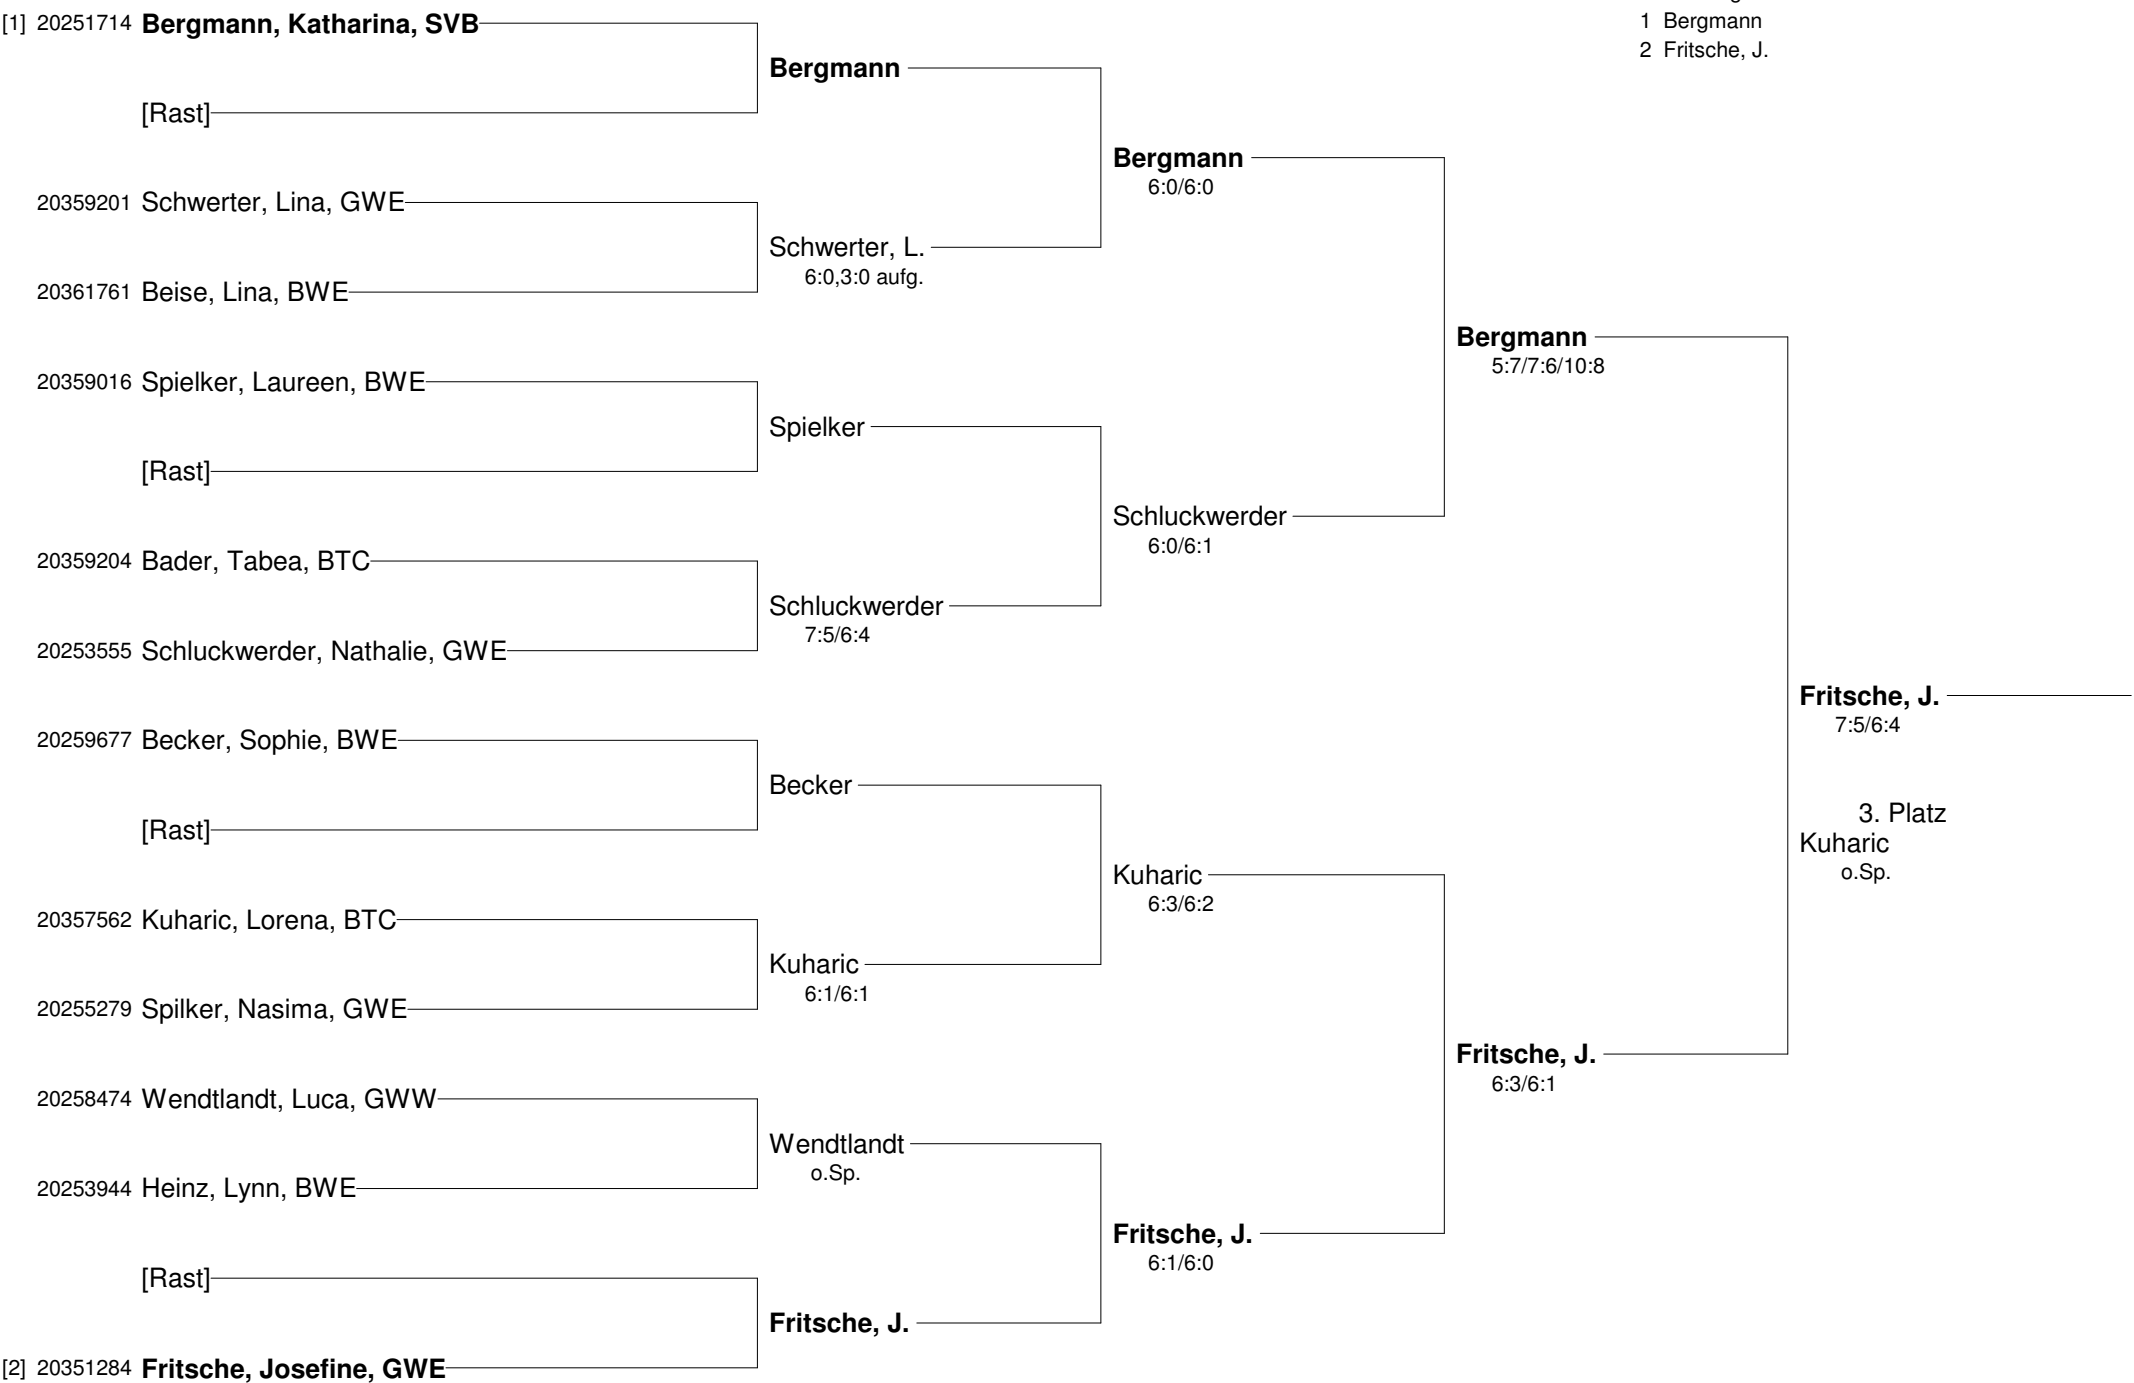 [1] 20251714 Bergmann, Katharina, SVB
[Rast]
20359201 Schwerter, Lina, GWE
20361761 Beise, Lina, BWE
20359016 Spielker, Laureen, BWE
[Rast]
20359204 Bader, Tabea, BTC
20253555 Schluckwerder, Nathalie, GWE
20259677 Becker, Sophie, BWE
[Rast]
20357562 Kuharic, Lorena, BTC
20255279 Spilker, Nasima, GWE
20258474 Wendtlandt, Luca, GWW
20253944 Heinz, Lynn, BWE
[Rast]
[2] 20351284 Fritsche, Josefine, GWE
Bergmann
Schwerter, L.
6:0,3:0 aufg.
Spielker
Schluckwerder
7:5/6:4
Becker
Kuharic
6:1/6:1
Wendtlandt
o.Sp.
Fritsche, J.
Bergmann
6:0/6:0
Schluckwerder
6:0/6:1
Kuharic
6:3/6:2
Fritsche, J.
6:1/6:0
Bergmann
5:7/7:6/10:8
Fritsche, J.
6:3/6:1
1 Bergmann
2 Fritsche, J.
Fritsche, J.
7:5/6:4
3. Platz
Kuharic
o.Sp.